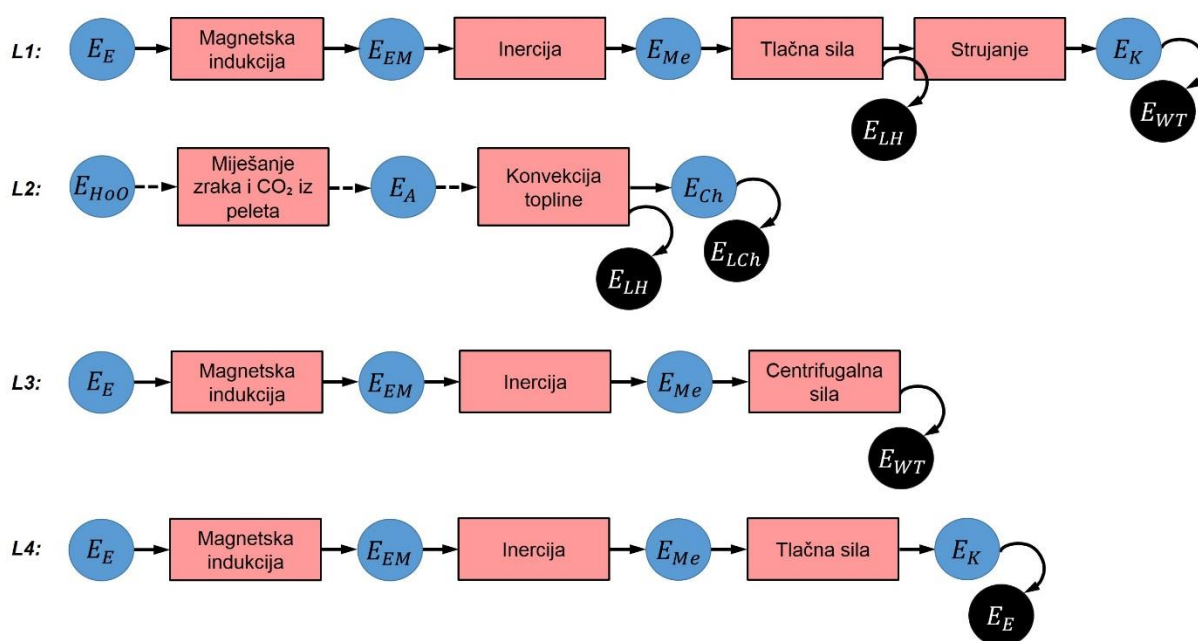 L1:
E_E
Magnetska
indukcija
E_EM
Inercija
E_Me
Tlačna sila
Strujanje
E_K
E_LH
E_WT
L2:
E_HoO
Miješanje
zraka i CO₂ iz
peleta
E_A
Konvekcija
topline
E_Ch
E_LH
E_LCh
L3:
E_E
Magnetska
indukcija
E_EM
Inercija
E_Me
Centrifugalna
sila
E_WT
L4:
E_E
Magnetska
indukcija
E_EM
Inercija
E_Me
Tlačna sila
E_K
E_E